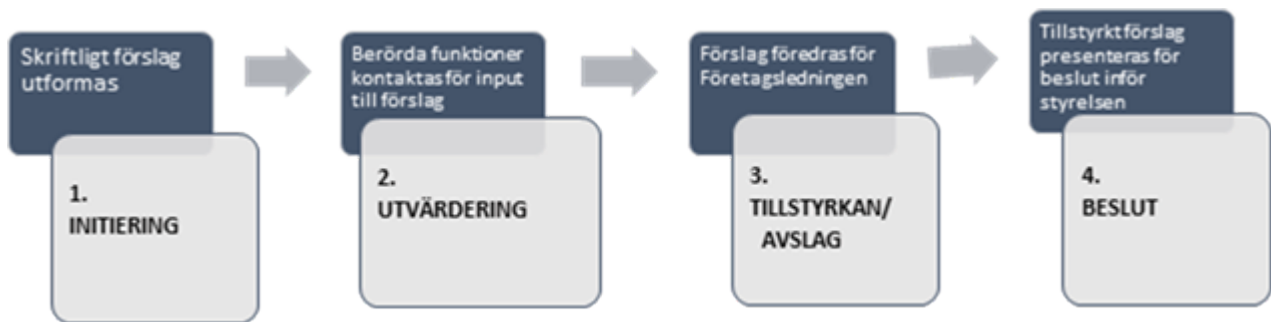 Skriftligt förslag
utformas
1.
INITIERING
Berörda funktioner
kontaktas för input
till förslag
2.
UTVÄRDERING
Förslag föredras för
Företagsledningen
3.
TILLSTYRKAN/
AVSLAG
Tillstyrkt förslag
presenteras för
beslut inför
styrelsen
4.
BESLUT